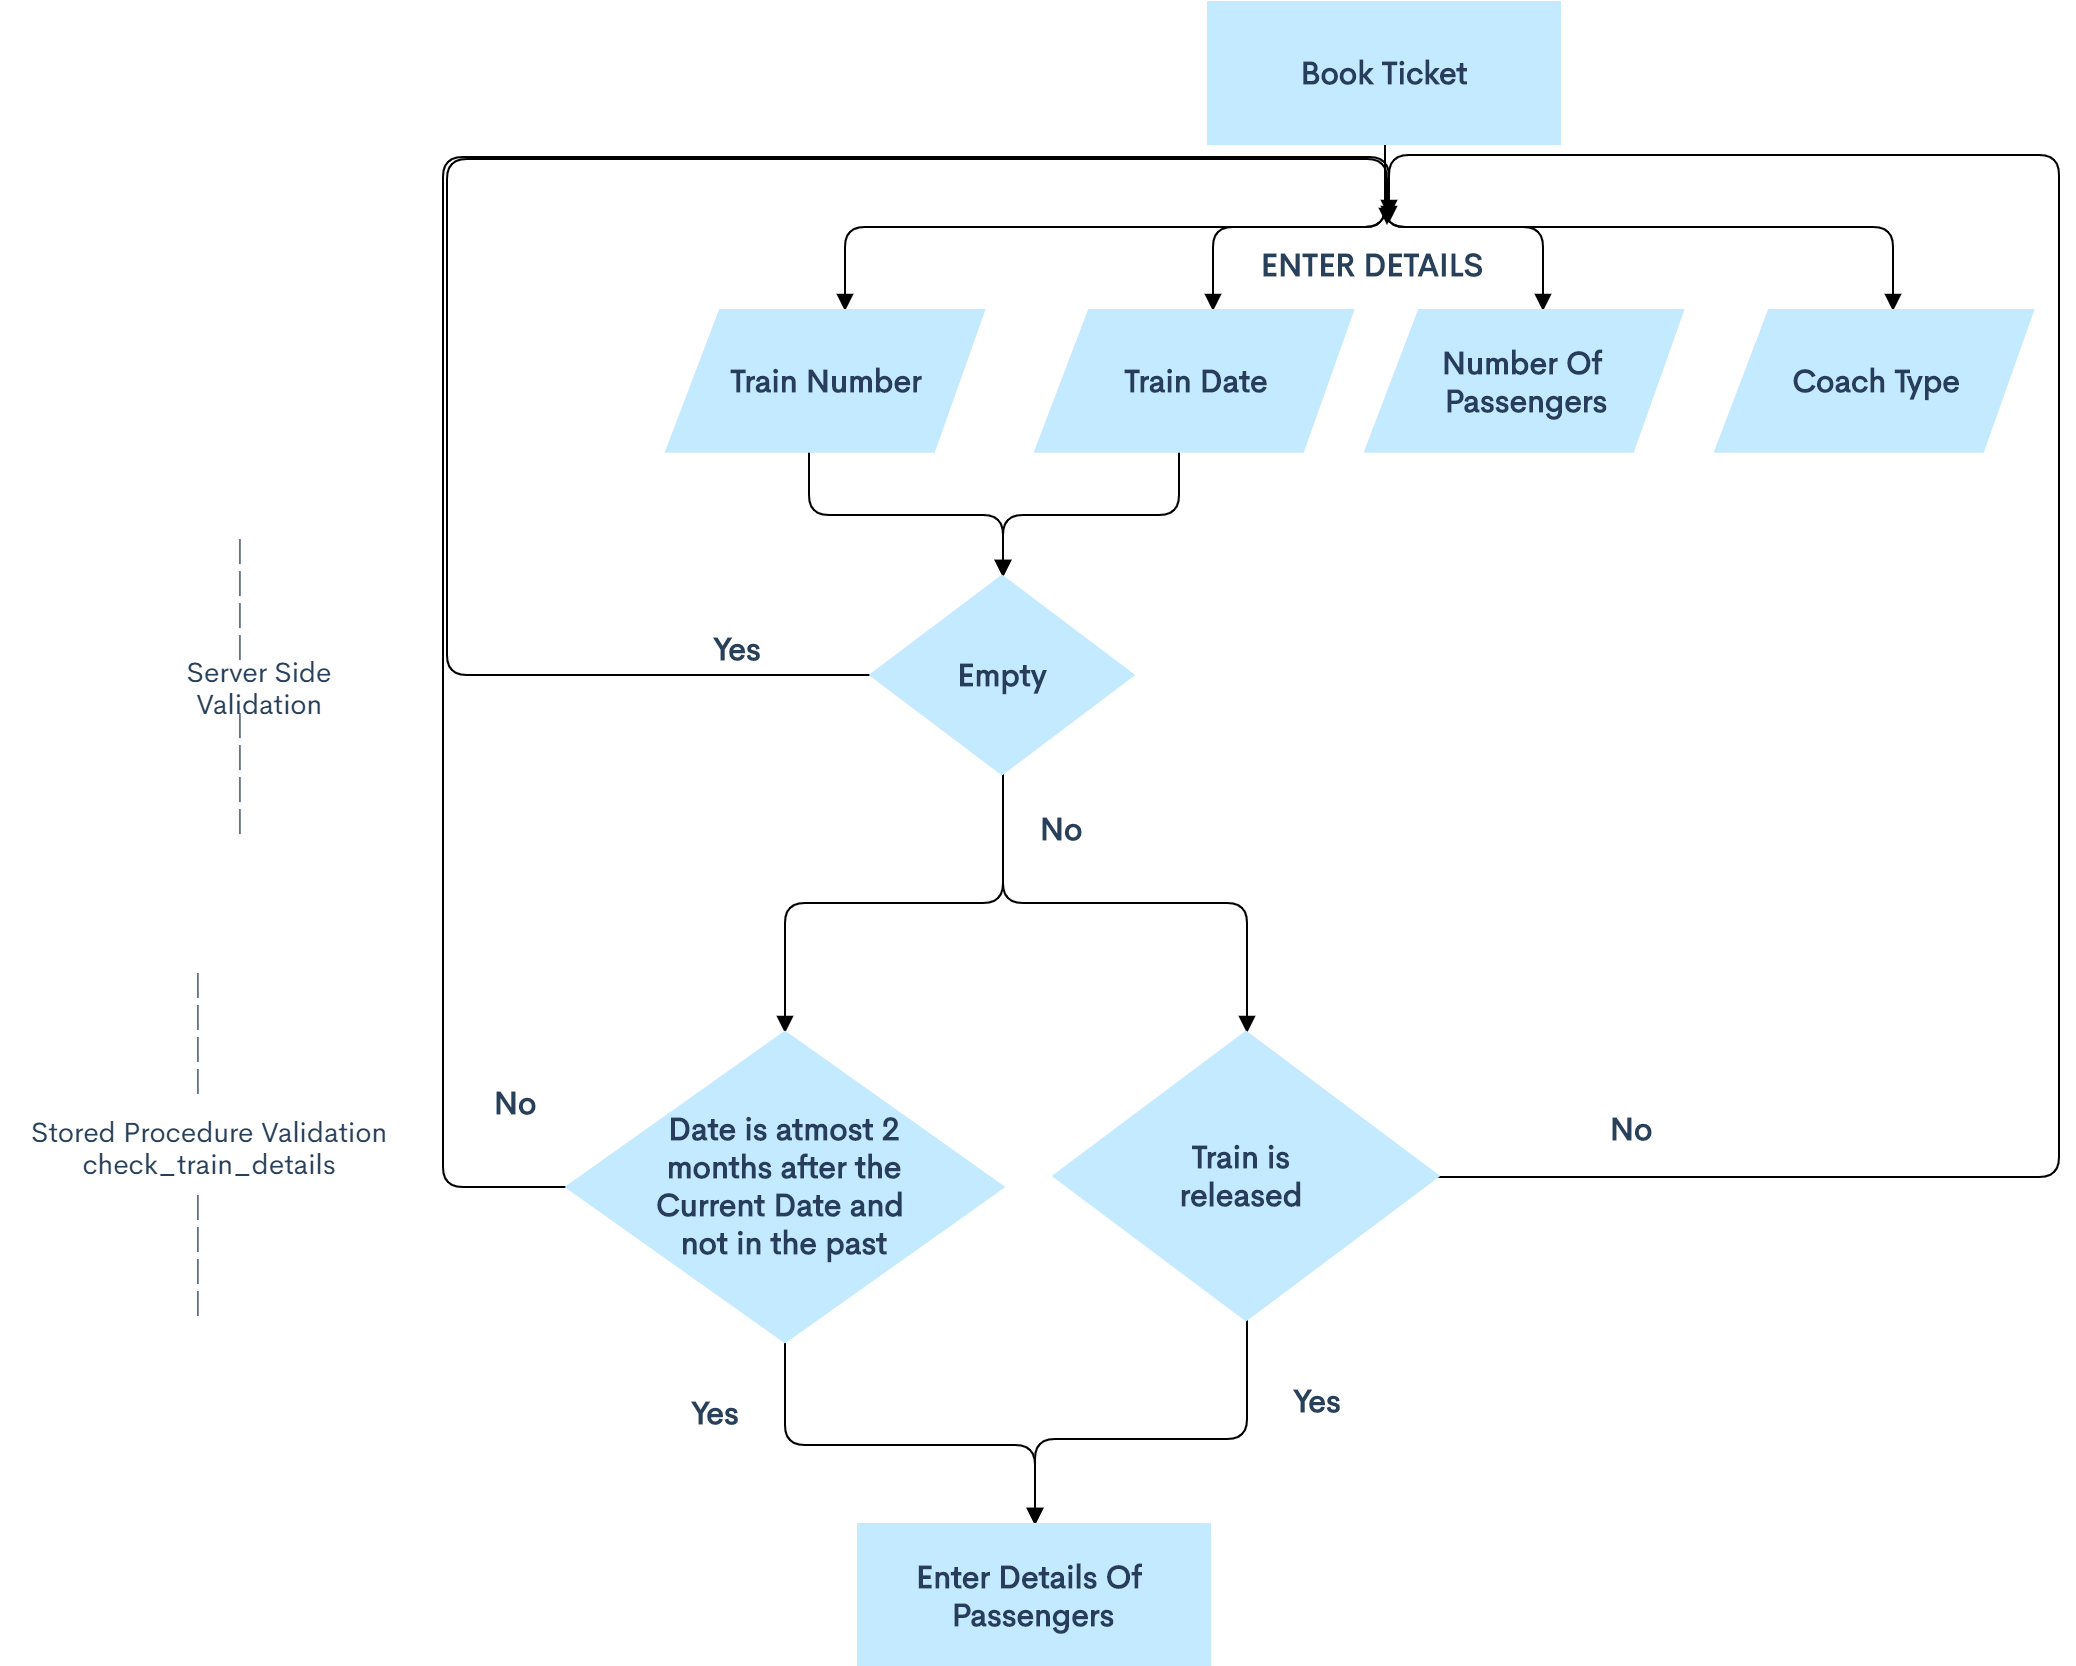 Book Ticket
ENTER DETAILS
Train Number
Train Date
Number Of
Passengers
Coach Type
Yes
Empty
Server Side
Validation
No
No
Date is atmost 2
months after the
Current Date and
not in the past
Train is
released
No
Stored Procedure Validation
check_train_details
Yes
Yes
Enter Details Of
Passengers